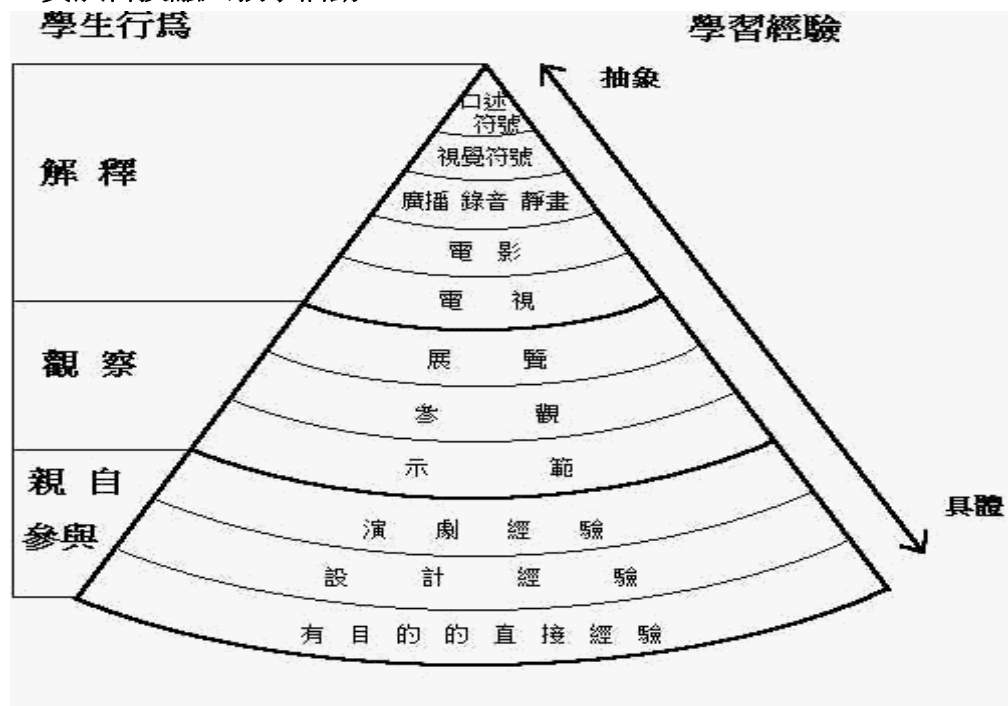 學生行為
學習經驗
抽象
口述
符號
視覺符號
解釋
廣播 錄音 靜畫
電影
電視
觀察
展覽
參觀
示範
親自
參與
具體
演劇經驗
設計經驗
有目的的直接經驗